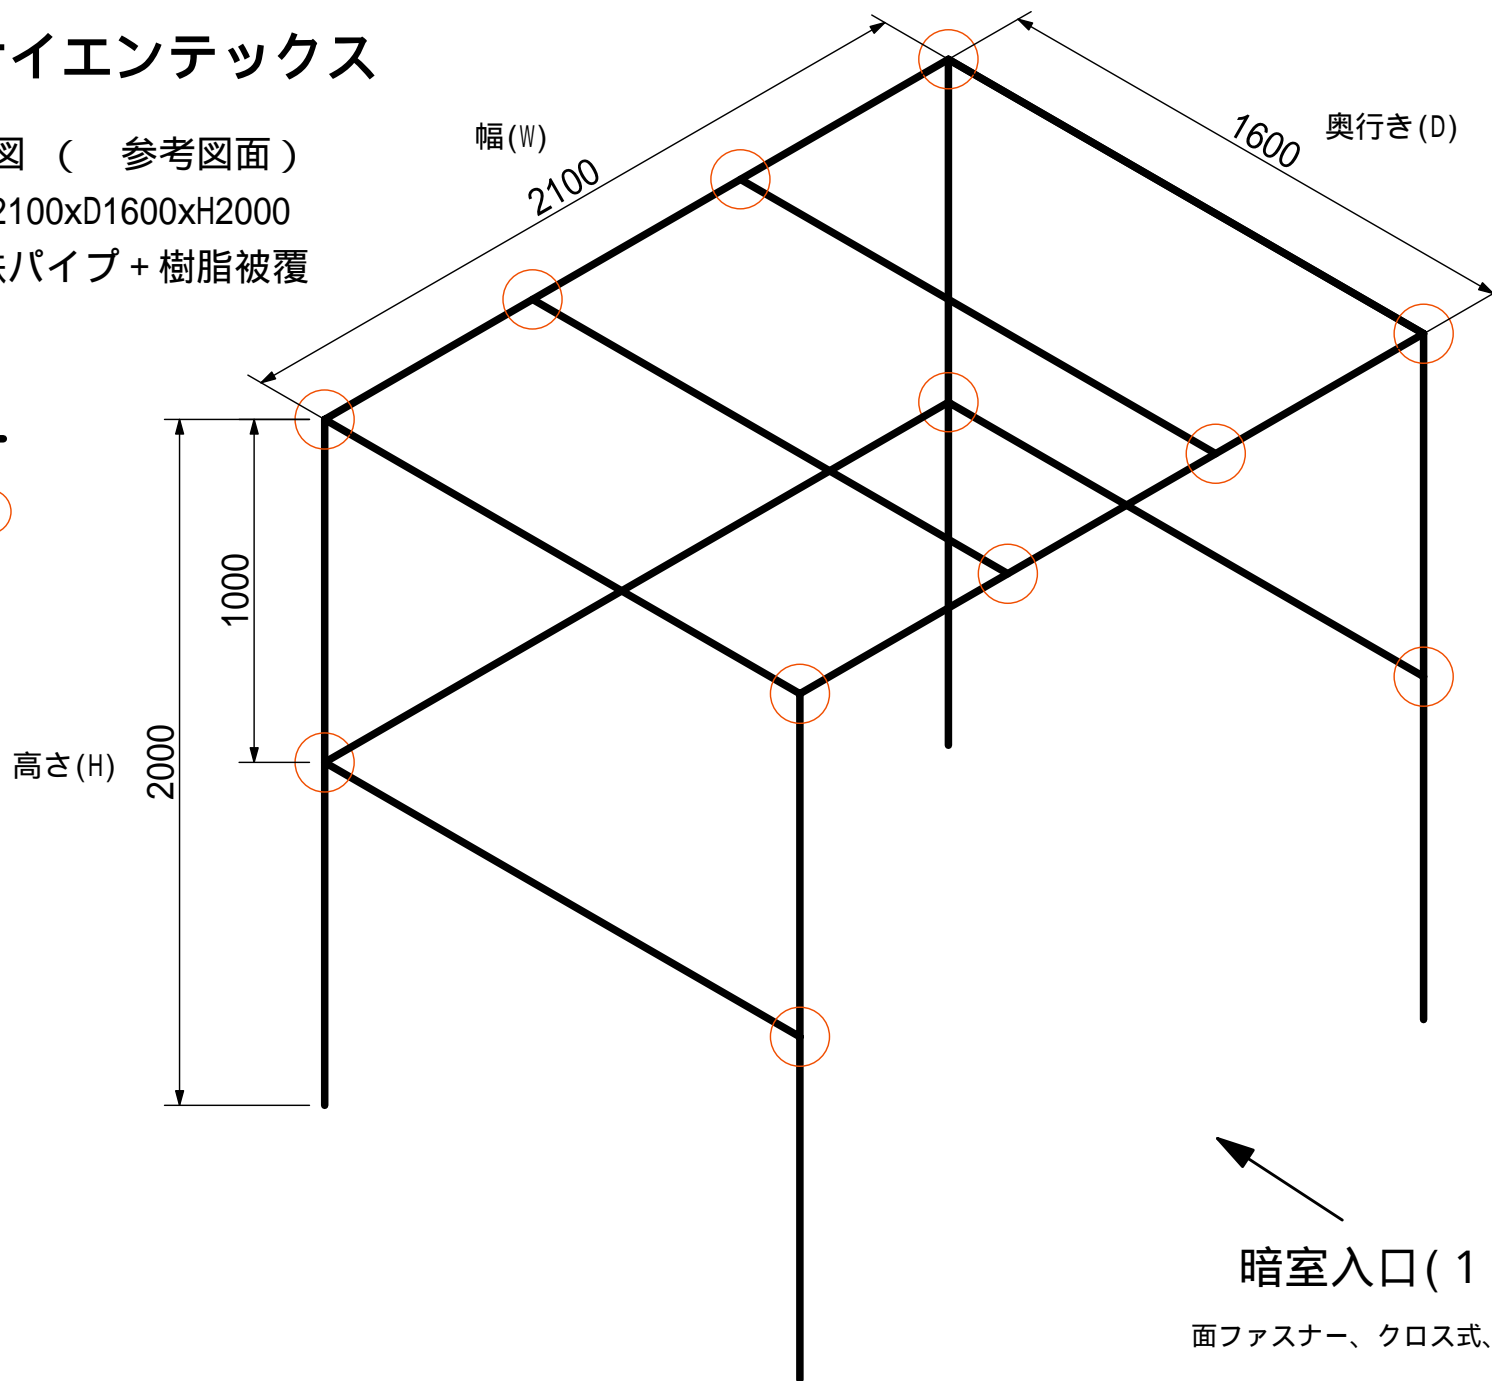 イエンテックス
図 (　参考図面)
2100xD1600xH2000
パイプ+樹脂被覆
幅(W)
2100
1600
奥行き(D)
1000
2000
高さ(H)
暗室入口(1
面ファスナー、クロス式、